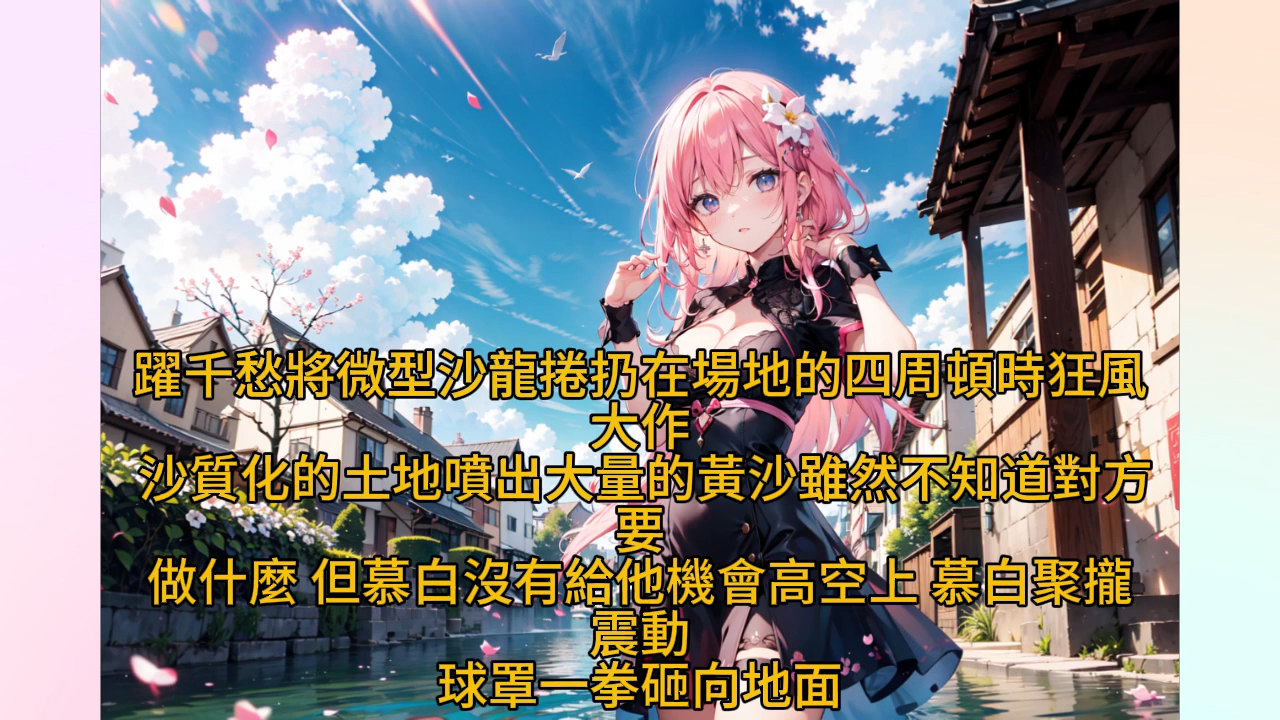 躍千愁將微型沙龍捲扔在場地的四周頓時狂風
大作
沙質化的土地噴出大量的黃沙雖然不知道對方
要
做什麼 但慕白沒有給他機會高空上 慕白聚攏
震動
球罩一拳砸向地面